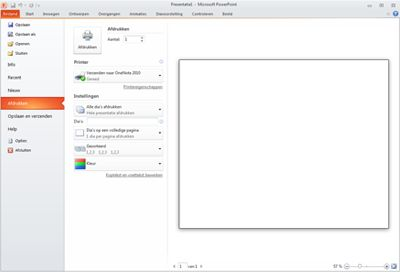 Presentatie1 - Microsoft PowerPoint
Bestand Start Invoegen Ontwerpen Overgangen Animaties Diavoorstelling Controleren Beeld
Opslaan
Opslaan als
Openen
Sluiten
Info
Recent
Nieuw
Afdrukken
Opslaan en verzenden
Help
Opties
Afsluiten
Afdrukken
Afdrukken
Aantal: 1
Printer
Verzenden naar OneNote 2010
Gereed
Printereigenschappen
Instellingen
Alle dia's afdrukken
Hele presentatie afdrukken
Dia's:
Dia's op een volledige pagina
1 dia per pagina afdrukken
Gesorteerd
1,2,3 1,2,3 1,2,3
Kleur
Koptekst en voettekst bewerken
1 van 1
57 %